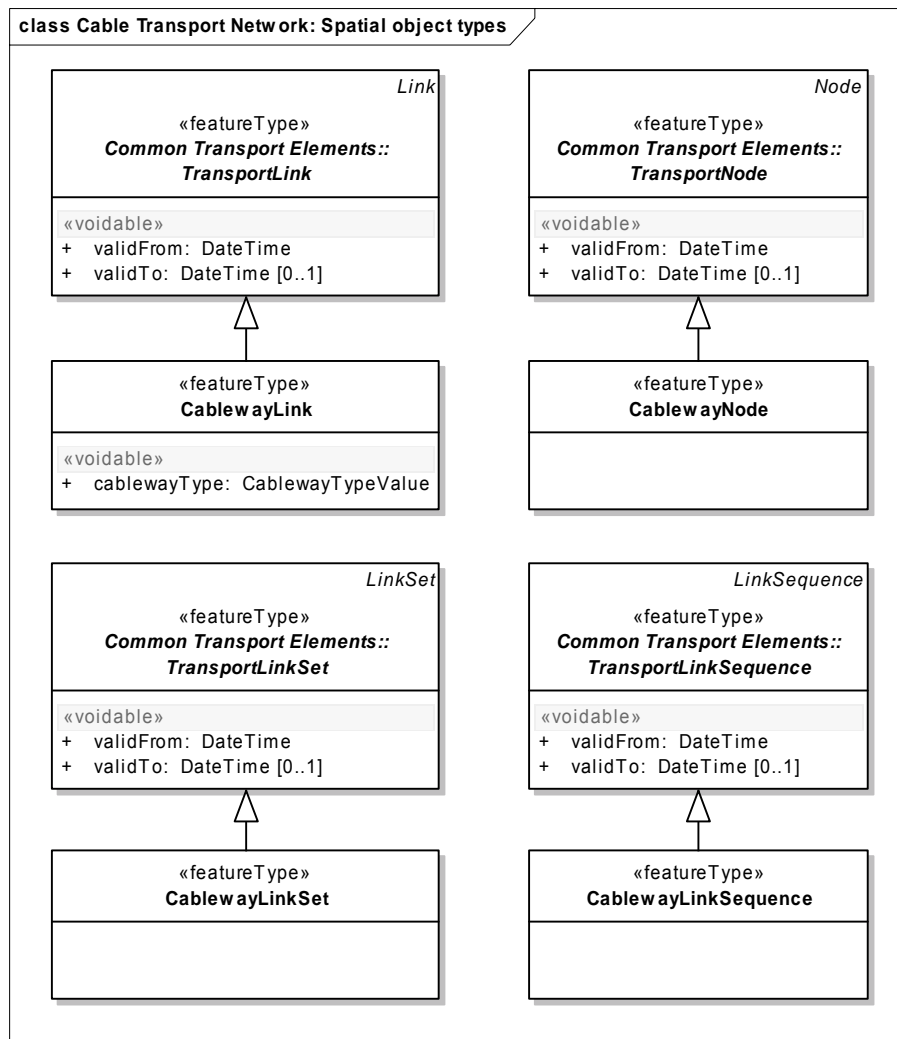 class Cable Transport Network: Spatial object types
Link
«featureType»
Common Transport Elements::
TransportLink
«voidable»
+ validFrom: DateTime
+ validTo: DateTime [0..1]
Node
«featureType»
Common Transport Elements::
TransportNode
«voidable»
+ validFrom: DateTime
+ validTo: DateTime [0..1]
«featureType»
CablewayLink
«voidable»
+ cablewayType: CablewayTypeValue
«featureType»
CablewayNode
LinkSet
«featureType»
Common Transport Elements::
TransportLinkSet
«voidable»
+ validFrom: DateTime
+ validTo: DateTime [0..1]
LinkSequence
«featureType»
Common Transport Elements::
TransportLinkSequence
«voidable»
+ validFrom: DateTime
+ validTo: DateTime [0..1]
«featureType»
CablewayLinkSet
«featureType»
CablewayLinkSequence